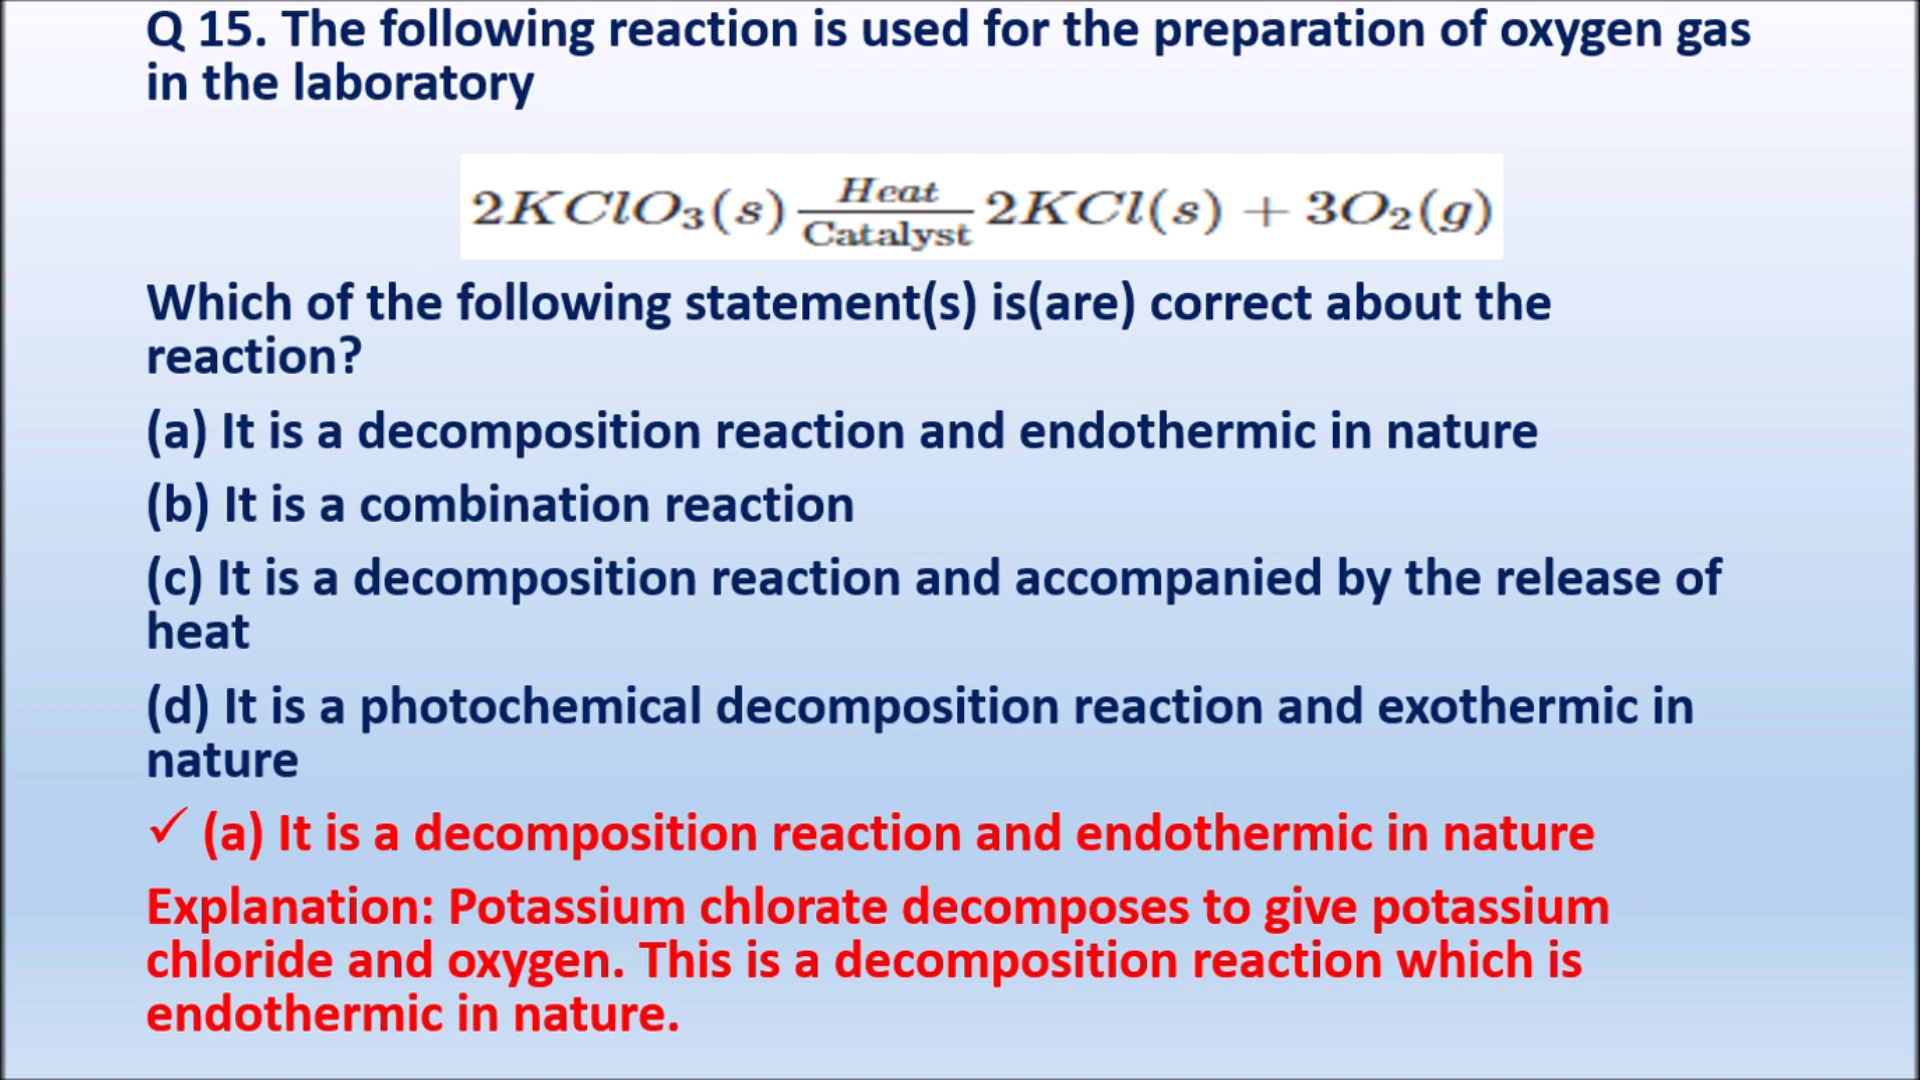 Q 15. The following reaction is used for the preparation of oxygen gas
in the laboratory
2KClO₃(s) Heat/Catalyst 2KCl(s) + 3O₂(g)
Which of the following statement(s) is(are) correct about the
reaction?
(a) It is a decomposition reaction and endothermic in nature
(b) It is a combination reaction
(c) It is a decomposition reaction and accompanied by the release of
heat
(d) It is a photochemical decomposition reaction and exothermic in
nature
✓ (a) It is a decomposition reaction and endothermic in nature
Explanation: Potassium chlorate decomposes to give potassium
chloride and oxygen. This is a decomposition reaction which is
endothermic in nature.